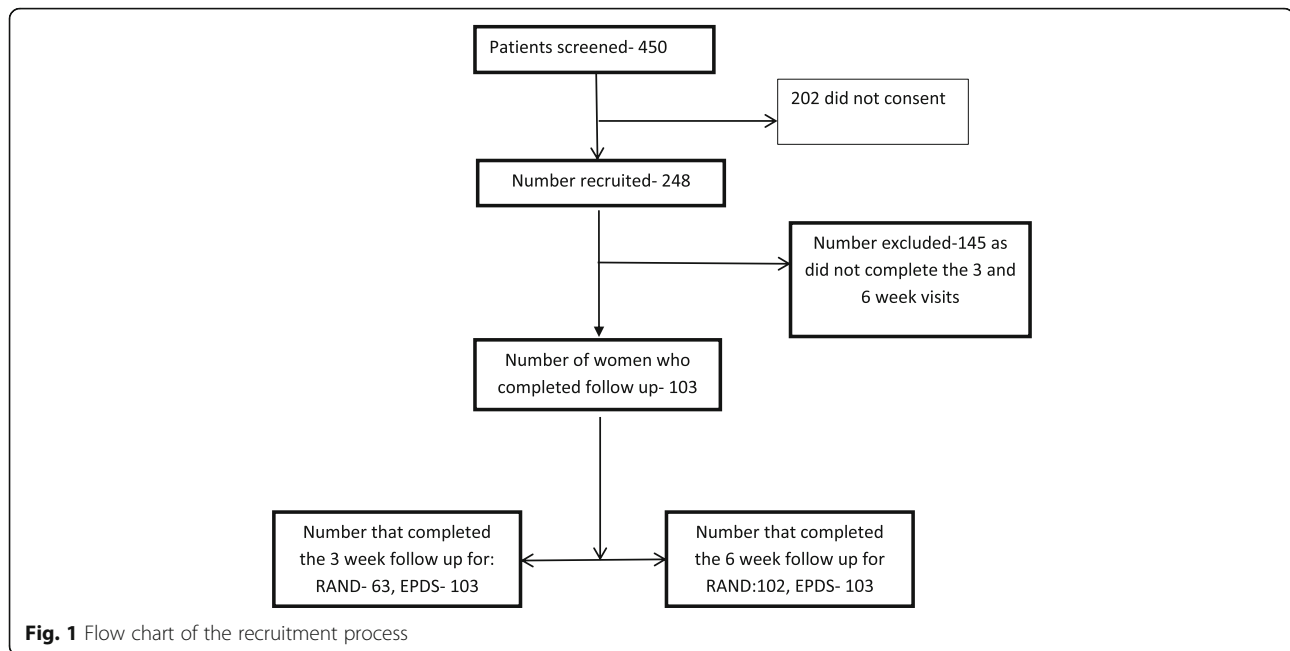 Patients screened- 450
202 did not consent
Number recruited- 248
Number excluded-145 as
did not complete the 3 and
6 week visits
Number of women who
completed follow up- 103
Number that completed
the 3 week follow up for:
RAND- 63, EPDS- 103
Number that completed
the 6 week follow up for
RAND:102, EPDS- 103
Fig. 1 Flow chart of the recruitment process